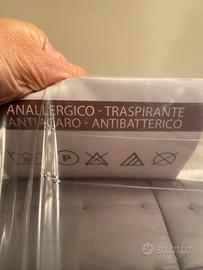 ANALLERGICO - TRASPIRANTE
ANTIACARO - ANTIBATTERICO
P
subito